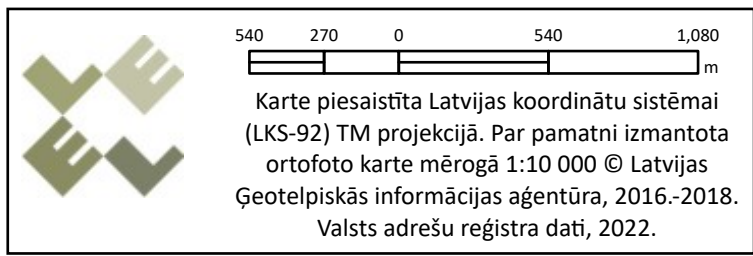 540 270 0 540 1,080
m
Karte piesaistīta Latvijas koordinātu sistēmai
(LKS-92) TM projekcijā. Par pamatni izmantota
ortofoto karte mērogā 1:10 000 © Latvijas
Ģeotelpiskās informācijas aģentūra, 2016.-2018.
Valsts adrešu reģistra dati, 2022.